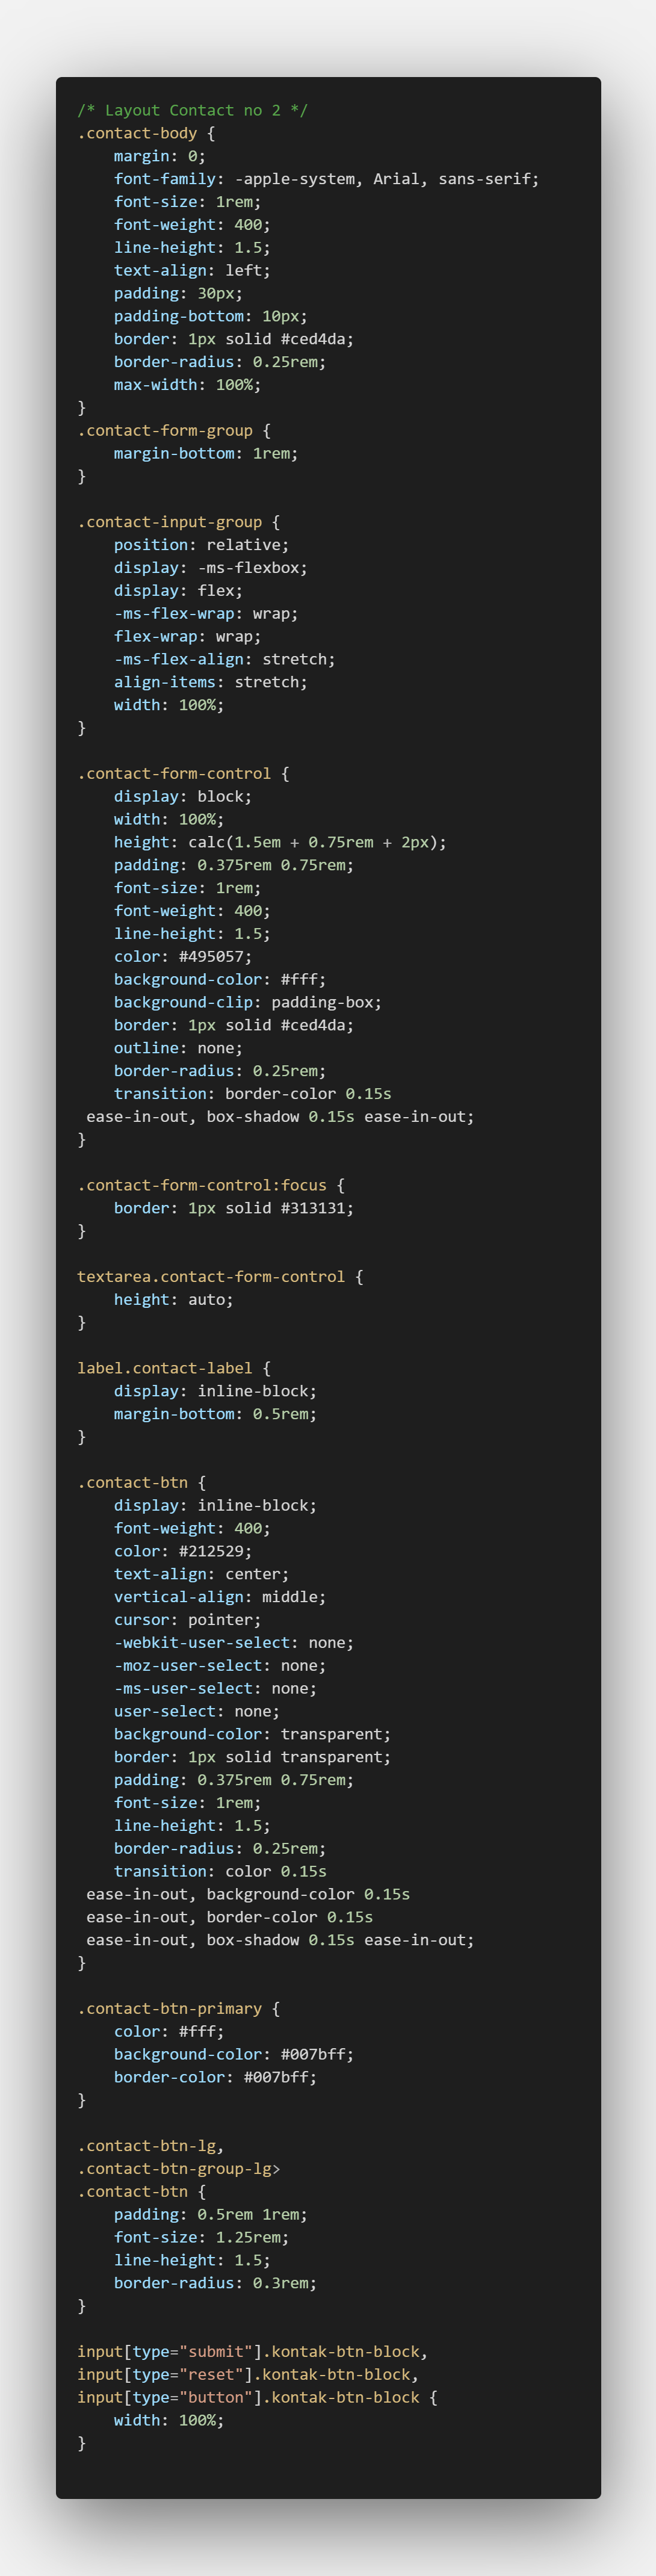 /* Layout Contact no 2 */
.contact-body {
    margin: 0;
    font-family: -apple-system, Arial, sans-serif;
    font-size: 1rem;
    font-weight: 400;
    line-height: 1.5;
    text-align: left;
    padding: 30px;
    padding-bottom: 10px;
    border: 1px solid #ced4da;
    border-radius: 0.25rem;
    max-width: 100%;
}
.contact-form-group {
    margin-bottom: 1rem;
}

.contact-input-group {
    position: relative;
    display: -ms-flexbox;
    display: flex;
    -ms-flex-wrap: wrap;
    flex-wrap: wrap;
    -ms-flex-align: stretch;
    align-items: stretch;
    width: 100%;
}

.contact-form-control {
    display: block;
    width: 100%;
    height: calc(1.5em + 0.75rem + 2px);
    padding: 0.375rem 0.75rem;
    font-size: 1rem;
    font-weight: 400;
    line-height: 1.5;
    color: #495057;
    background-color: #fff;
    background-clip: padding-box;
    border: 1px solid #ced4da;
    outline: none;
    border-radius: 0.25rem;
    transition: border-color 0.15s
 ease-in-out, box-shadow 0.15s ease-in-out;
}

.contact-form-control:focus {
    border: 1px solid #313131;
}

textarea.contact-form-control {
    height: auto;
}

label.contact-label {
    display: inline-block;
    margin-bottom: 0.5rem;
}

.contact-btn {
    display: inline-block;
    font-weight: 400;
    color: #212529;
    text-align: center;
    vertical-align: middle;
    cursor: pointer;
    -webkit-user-select: none;
    -moz-user-select: none;
    -ms-user-select: none;
    user-select: none;
    background-color: transparent;
    border: 1px solid transparent;
    padding: 0.375rem 0.75rem;
    font-size: 1rem;
    line-height: 1.5;
    border-radius: 0.25rem;
    transition: color 0.15s
 ease-in-out, background-color 0.15s
 ease-in-out, border-color 0.15s
 ease-in-out, box-shadow 0.15s ease-in-out;
}

.contact-btn-primary {
    color: #fff;
    background-color: #007bff;
    border-color: #007bff;
}

.contact-btn-lg,
.contact-btn-group-lg>
.contact-btn {
    padding: 0.5rem 1rem;
    font-size: 1.25rem;
    line-height: 1.5;
    border-radius: 0.3rem;
}

input[type="submit"].kontak-btn-block,
input[type="reset"].kontak-btn-block,
input[type="button"].kontak-btn-block {
    width: 100%;
}